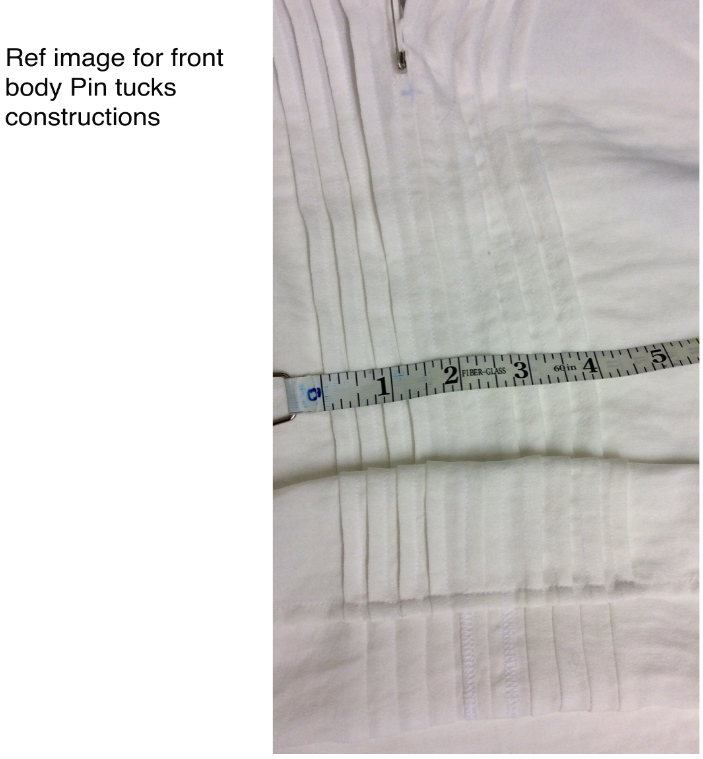 Ref image for front
body Pin tucks
constructions
1 2 FIBER-GLASS 3 60 in 4 5